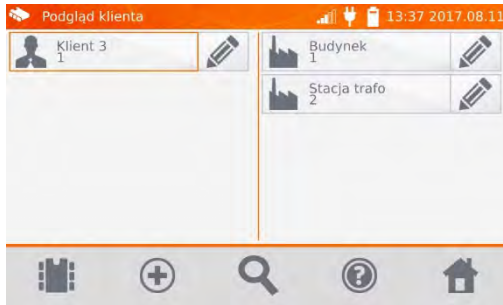 Podgląd klienta
13:37 2017.08.11
Klient 3
1
Budynek
1
Stacja trafo
2